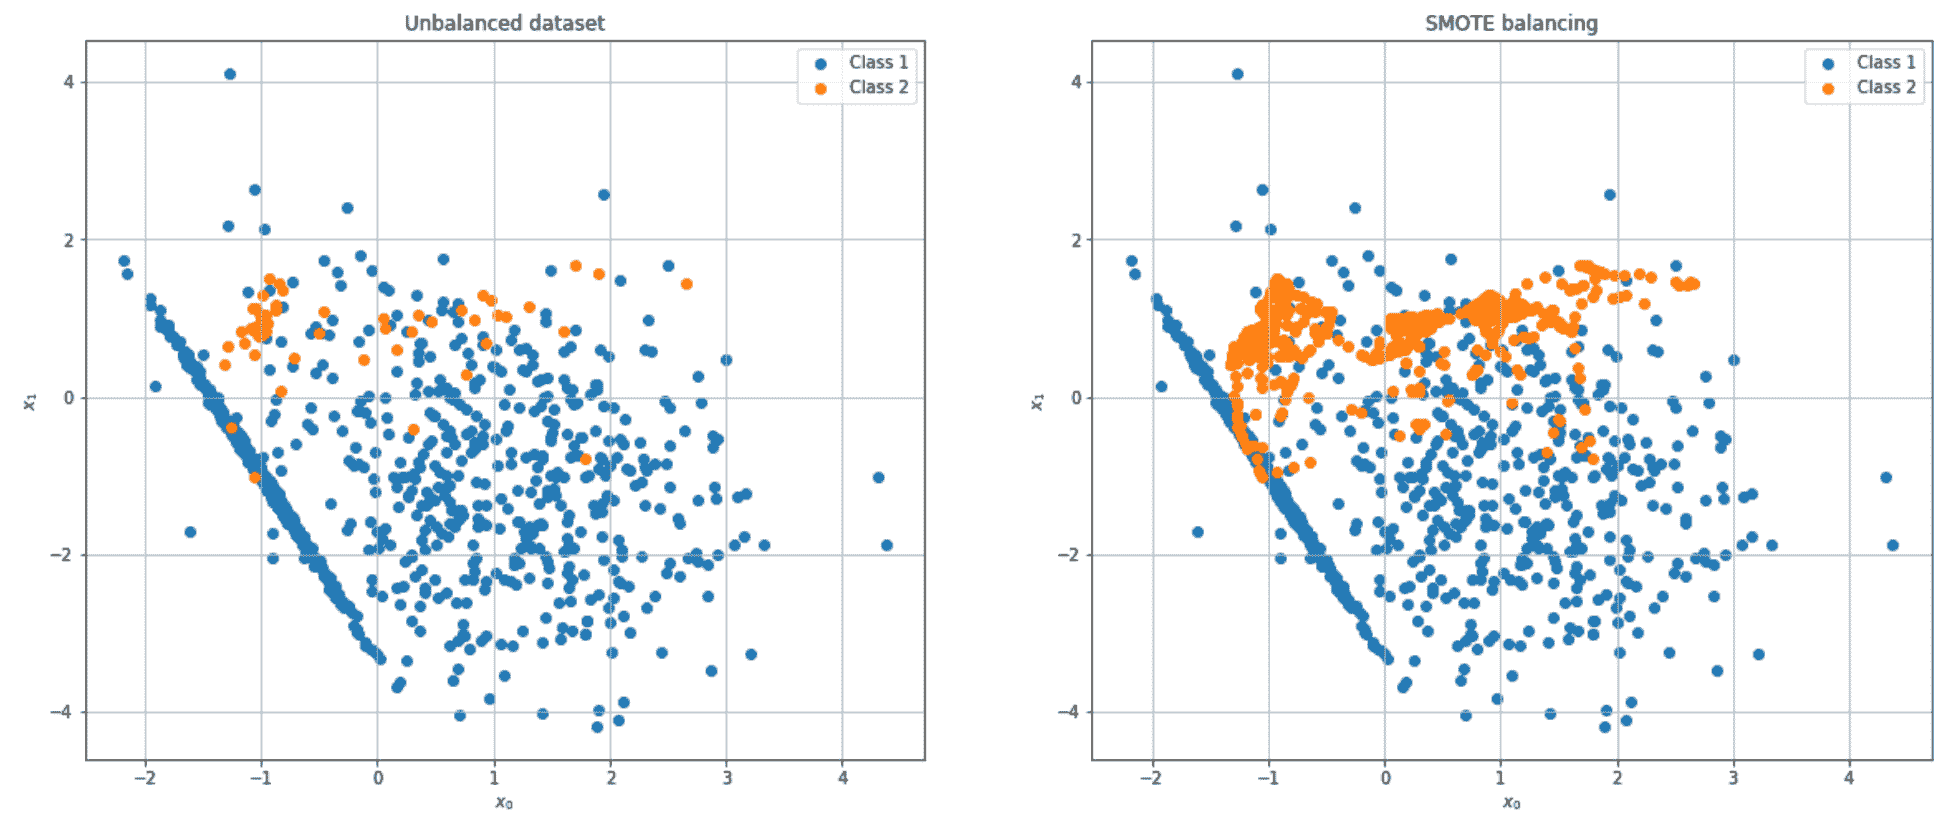 Unbalanced dataset
Class 1
Class 2
4
2
0
−2
−4
x₁
−2 −1 0 1 2 3 4
x₀
SMOTE balancing
Class 1
Class 2
4
2
0
−2
−4
x₁
−2 −1 0 1 2 3 4
x₀